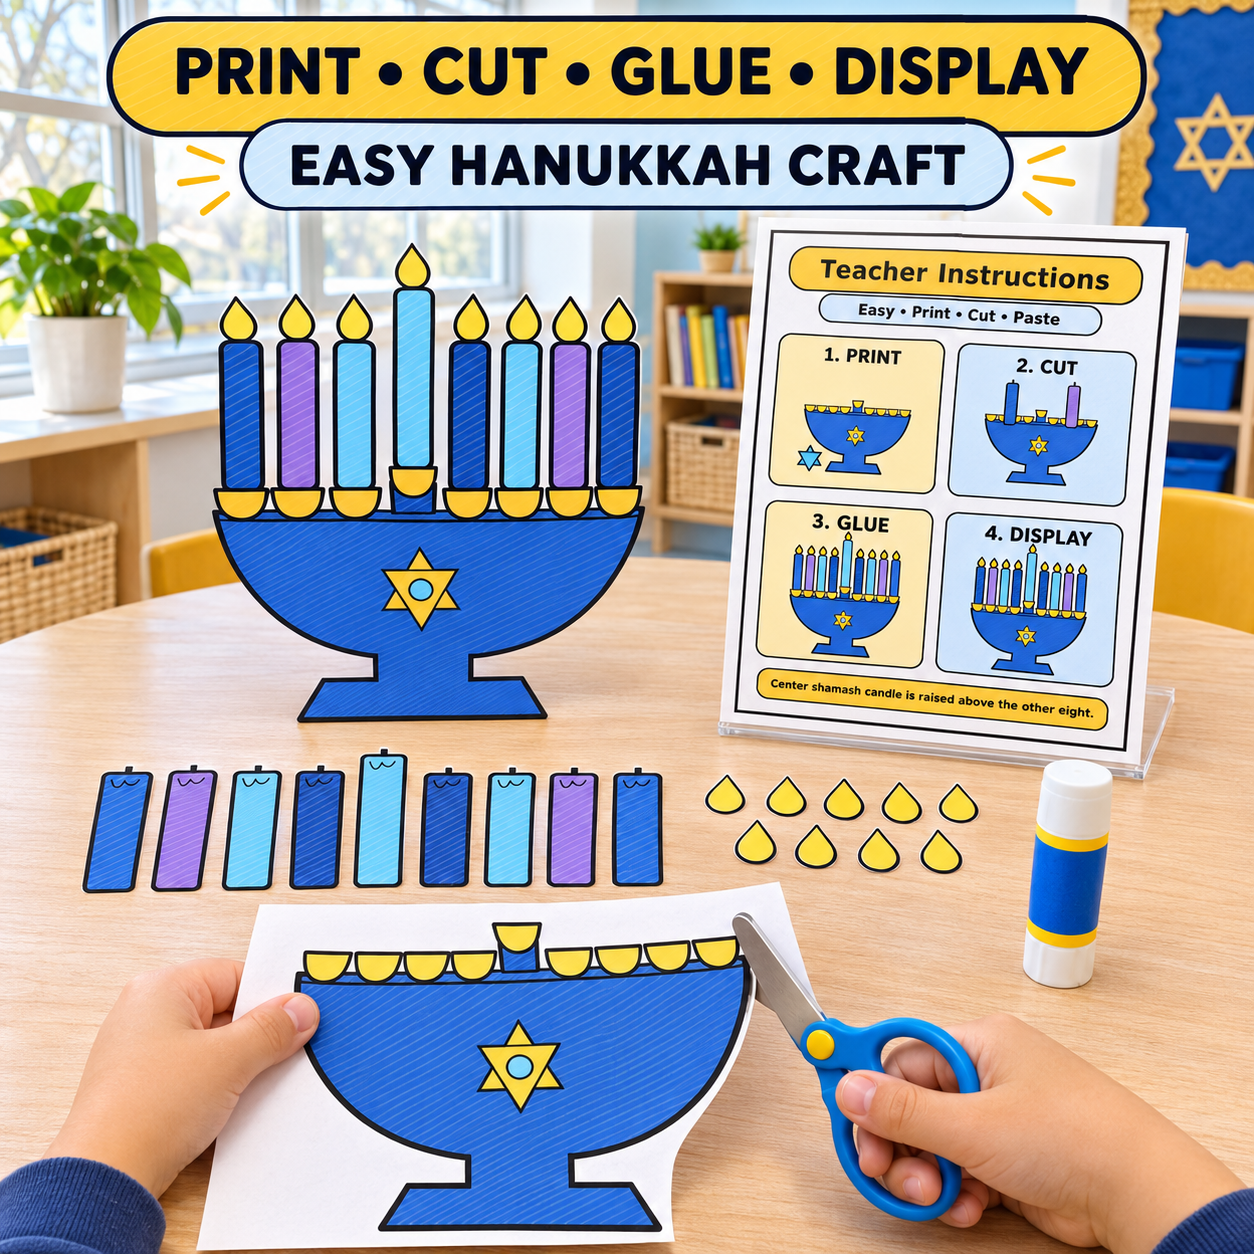 PRINT • CUT • GLUE • DISPLAY
EASY HANUKKAH CRAFT
Teacher Instructions
Easy • Print • Cut • Paste
1. PRINT
2. CUT
3. GLUE
4. DISPLAY
Center shamash candle is raised above the other eight.